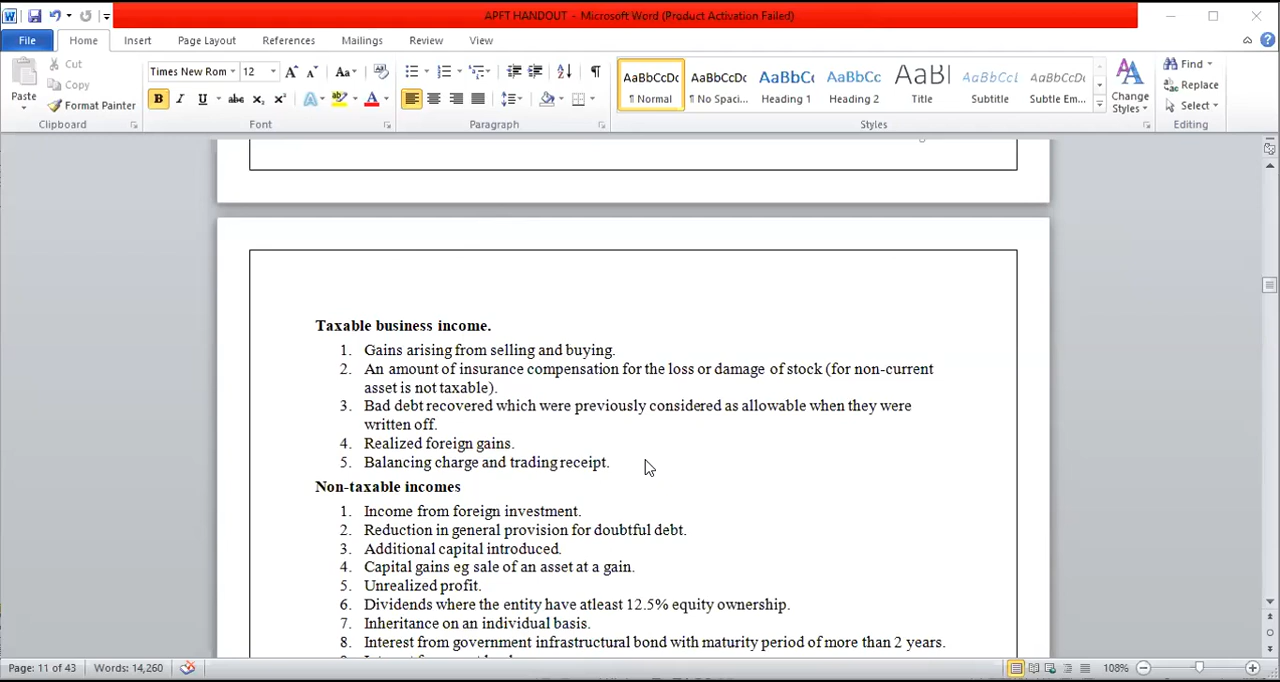 APFT HANDOUT - Microsoft Word (Product Activation Failed)
File Home Insert Page Layout References Mailings Review View
Paste
Cut
Copy
Format Painter
Clipboard
Times New Rom 12
Font
Paragraph
AaBbCcDc AaBbCcDc AaBbCc AaBbCc AaBl AaBbCcl AaBbCcDc
¶ Normal ¶ No Spaci... Heading 1 Heading 2 Title Subtitle Subtle Em...
Styles
Change
Styles
Find
Replace
Select
Editing
Taxable business income.
1. Gains arising from selling and buying.
2. An amount of insurance compensation for the loss or damage of stock (for non-current
asset is not taxable).
3. Bad debt recovered which were previously considered as allowable when they were
written off.
4. Realized foreign gains.
5. Balancing charge and trading receipt.
Non-taxable incomes
1. Income from foreign investment.
2. Reduction in general provision for doubtful debt.
3. Additional capital introduced.
4. Capital gains eg sale of an asset at a gain.
5. Unrealized profit.
6. Dividends where the entity have atleast 12.5% equity ownership.
7. Inheritance on an individual basis.
8. Interest from government infrastructural bond with maturity period of more than 2 years.
Page: 11 of 43 Words: 14,260 108%